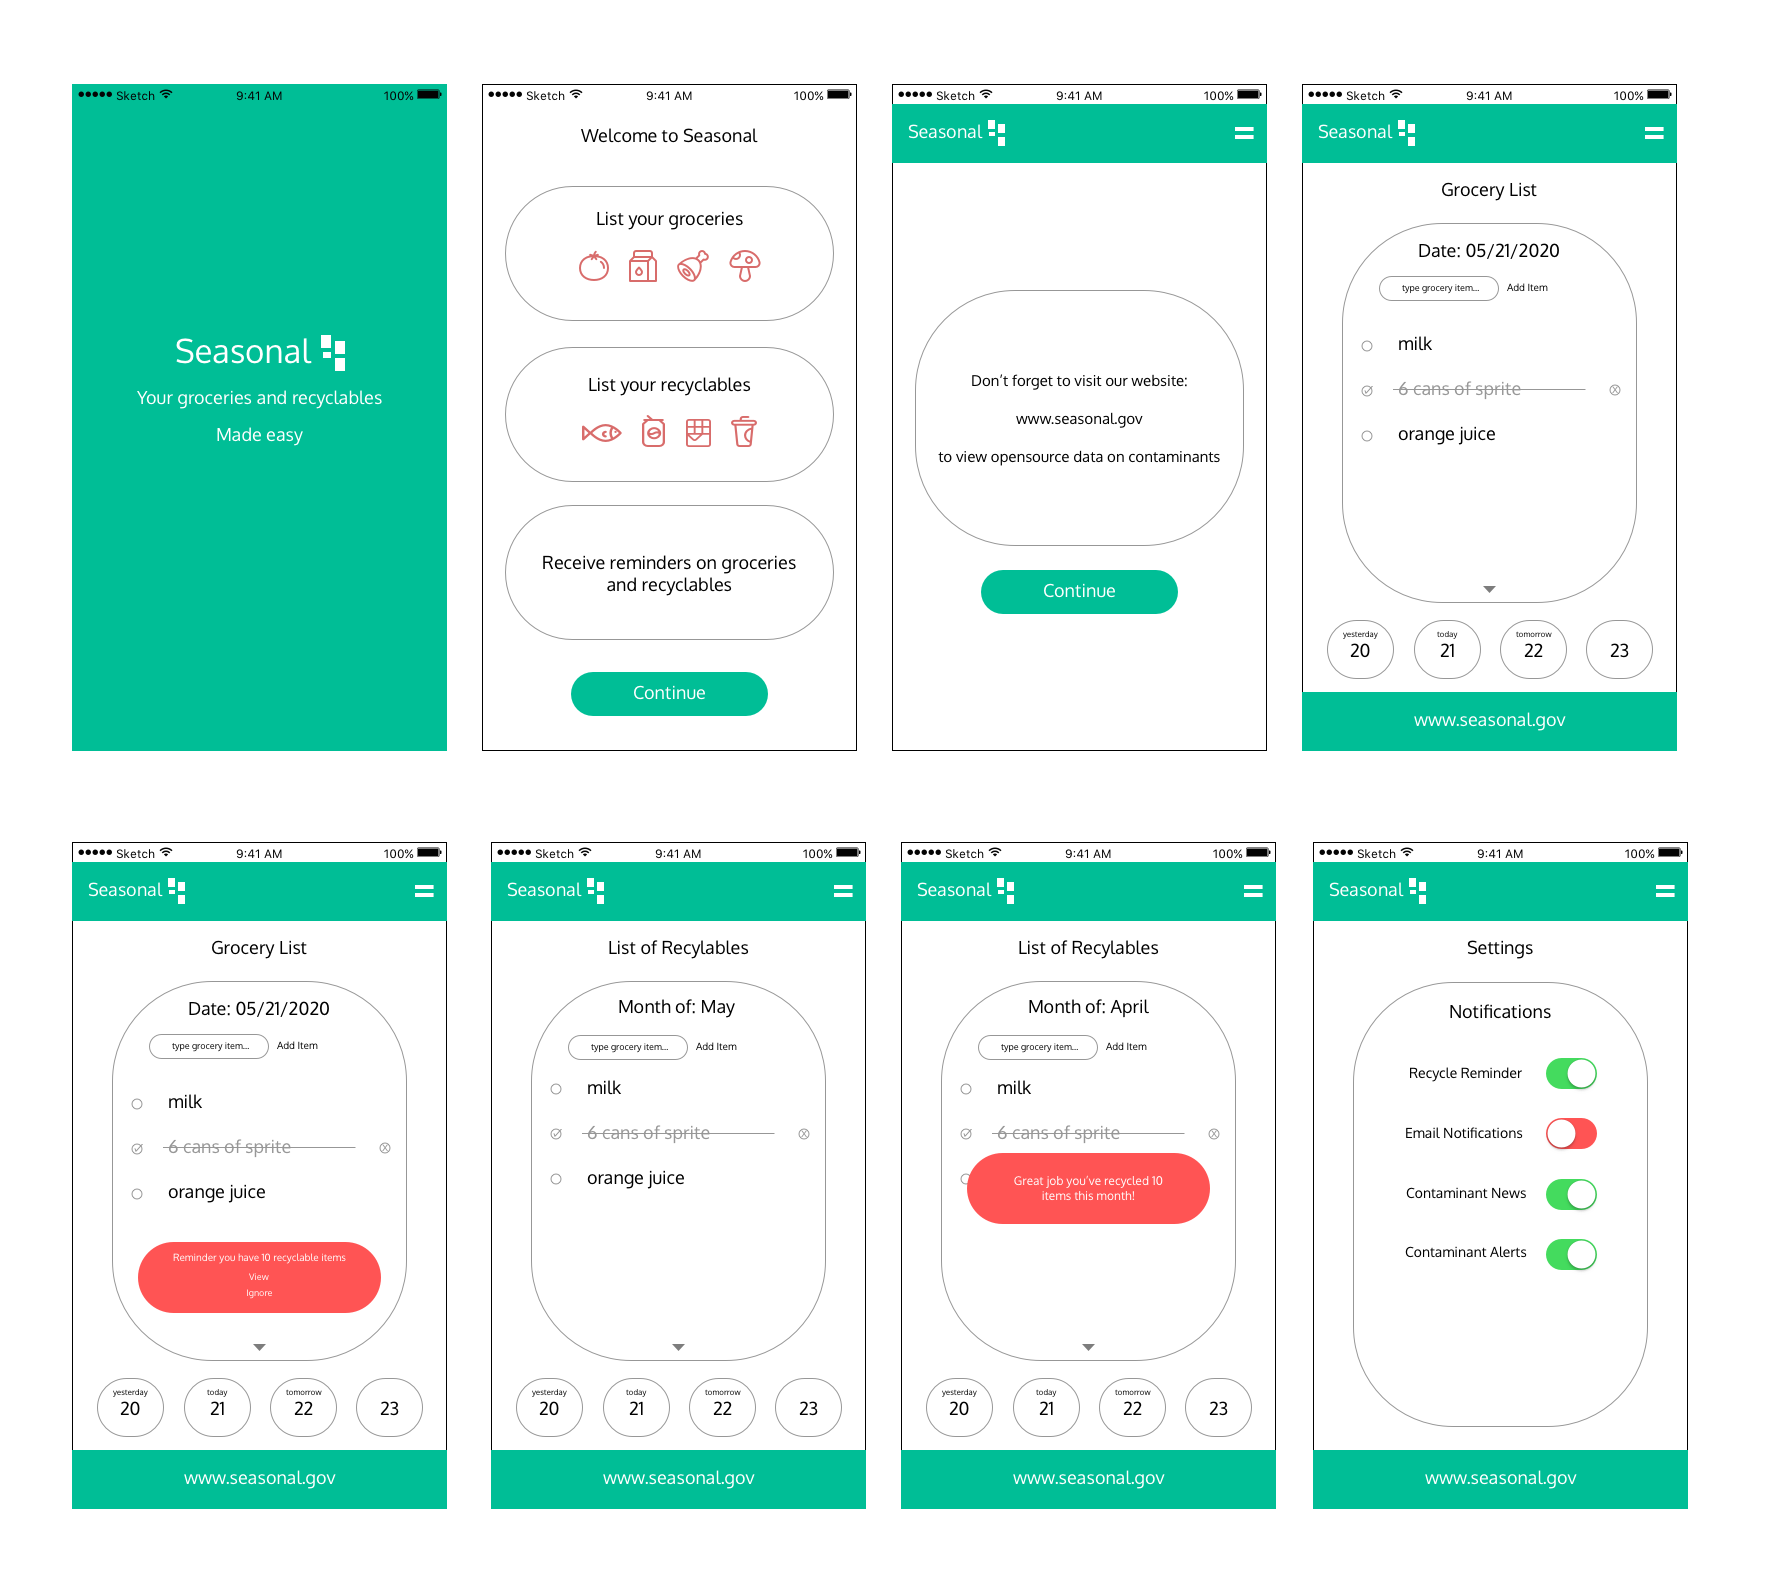 Sketch 9:41 AM 100%
Seasonal
Your groceries and recyclables
Made easy
Sketch 9:41 AM 100%
Welcome to Seasonal
List your groceries
List your recyclables
Receive reminders on groceries
and recyclables
Continue
Sketch 9:41 AM 100%
Seasonal
Don't forget to visit our website:
www.seasonal.gov
to view opensource data on contaminants
Continue
Sketch 9:41 AM 100%
Seasonal
Grocery List
Date: 05/21/2020
type grocery item... Add Item
milk
6 cans of sprite
orange juice
yesterday today tomorrow
20 21 22 23
www.seasonal.gov
Sketch 9:41 AM 100%
Seasonal
Grocery List
Date: 05/21/2020
type grocery item... Add Item
milk
6 cans of sprite
orange juice
Reminder you have 10 recyclable items
View
Ignore
yesterday today tomorrow
20 21 22 23
www.seasonal.gov
Sketch 9:41 AM 100%
Seasonal
List of Recylables
Month of: May
type grocery item... Add Item
milk
6 cans of sprite
orange juice
yesterday today tomorrow
20 21 22 23
www.seasonal.gov
Sketch 9:41 AM 100%
Seasonal
List of Recylables
Month of: April
type grocery item... Add Item
milk
6 cans of sprite
Great job you've recycled 10
items this month!
yesterday today tomorrow
20 21 22 23
www.seasonal.gov
Sketch 9:41 AM 100%
Seasonal
Settings
Notifications
Recycle Reminder
Email Notifications
Contaminant News
Contaminant Alerts
www.seasonal.gov